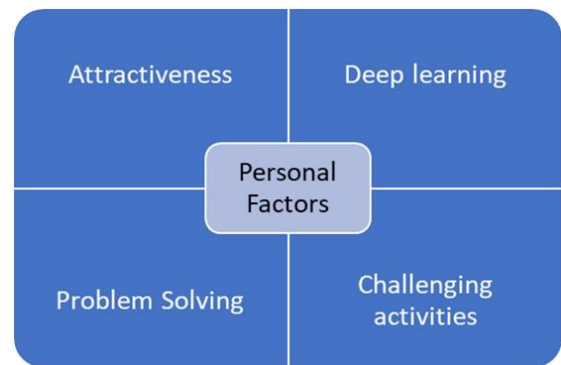 Attractiveness
Deep learning
Personal
Factors
Problem Solving
Challenging
activities